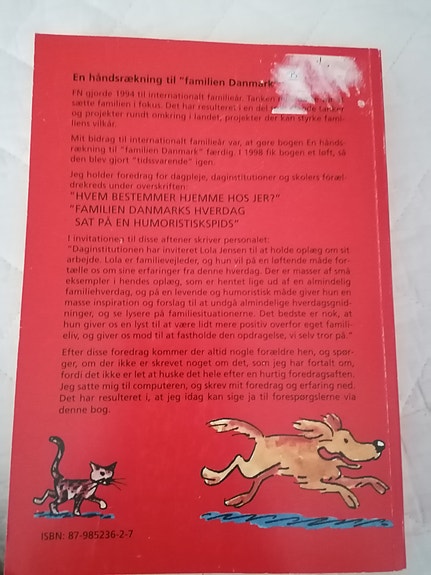 En håndsrækning til "familien Danmark"
FN gjorde 1994 til internationalt familieår. Tanken
sætte familien i fokus. Det har resulteret i en del tanker
og projekter rundt omkring i landet, projekter der kan styrke fami-
liens vilkår.
Mit bidrag til internationalt familieår var, at gøre bogen En hånds-
rækning til "familien Danmark" færdig. I 1998 fik bogen et løft, så
den blev gjort "tidssvarende" igen.
Jeg holder foredrag for dagpleje, daginstitutioner og skolers foræl-
drekreds under overskriften:
"HVEM BESTEMMER HJEMME HOS JER?"
"FAMILIEN DANMARKS HVERDAG
SAT PÅ EN HUMORISTISKSPIDS"
I invitationen til disse aftener skriver personalet:
"Daginstitutionen har inviteret Lola Jensen til at holde oplæg om sit
arbejde. Lola er familievejleder, og hun vil på en løftende måde for-
tælle os om sine erfaringer fra denne hverdag. Der er masser af små
eksempler i hendes oplæg, som er hentet lige ud af en almindelig
familiehverdag, og på en levende og humoristisk måde giver hun en
masse inspiration og forslag til at undgå almindelige hverdagsgnid-
ninger, og se lysere på familiesituationerne. Det bedste er nok, at
hun giver os en lyst til at være lidt mere positiv overfor eget famili-
eliv, og giver os mod til at fastholde den opdragelse, vi selv tror på."
Efter disse foredrag kommer der altid nogle forældre hen, og spør-
ger, om der ikke er skrevet noget om det, som jeg har fortalt om,
fordi det ikke er let at huske det hele efter en hurtig foredragsaften.
Jeg satte mig til computeren, og skrev mit foredrag og erfaring ned.
Det har resulteret i, at jeg idag kan sige ja til forespørgslerne via
denne bog.
ISBN: 87-985236-2-7